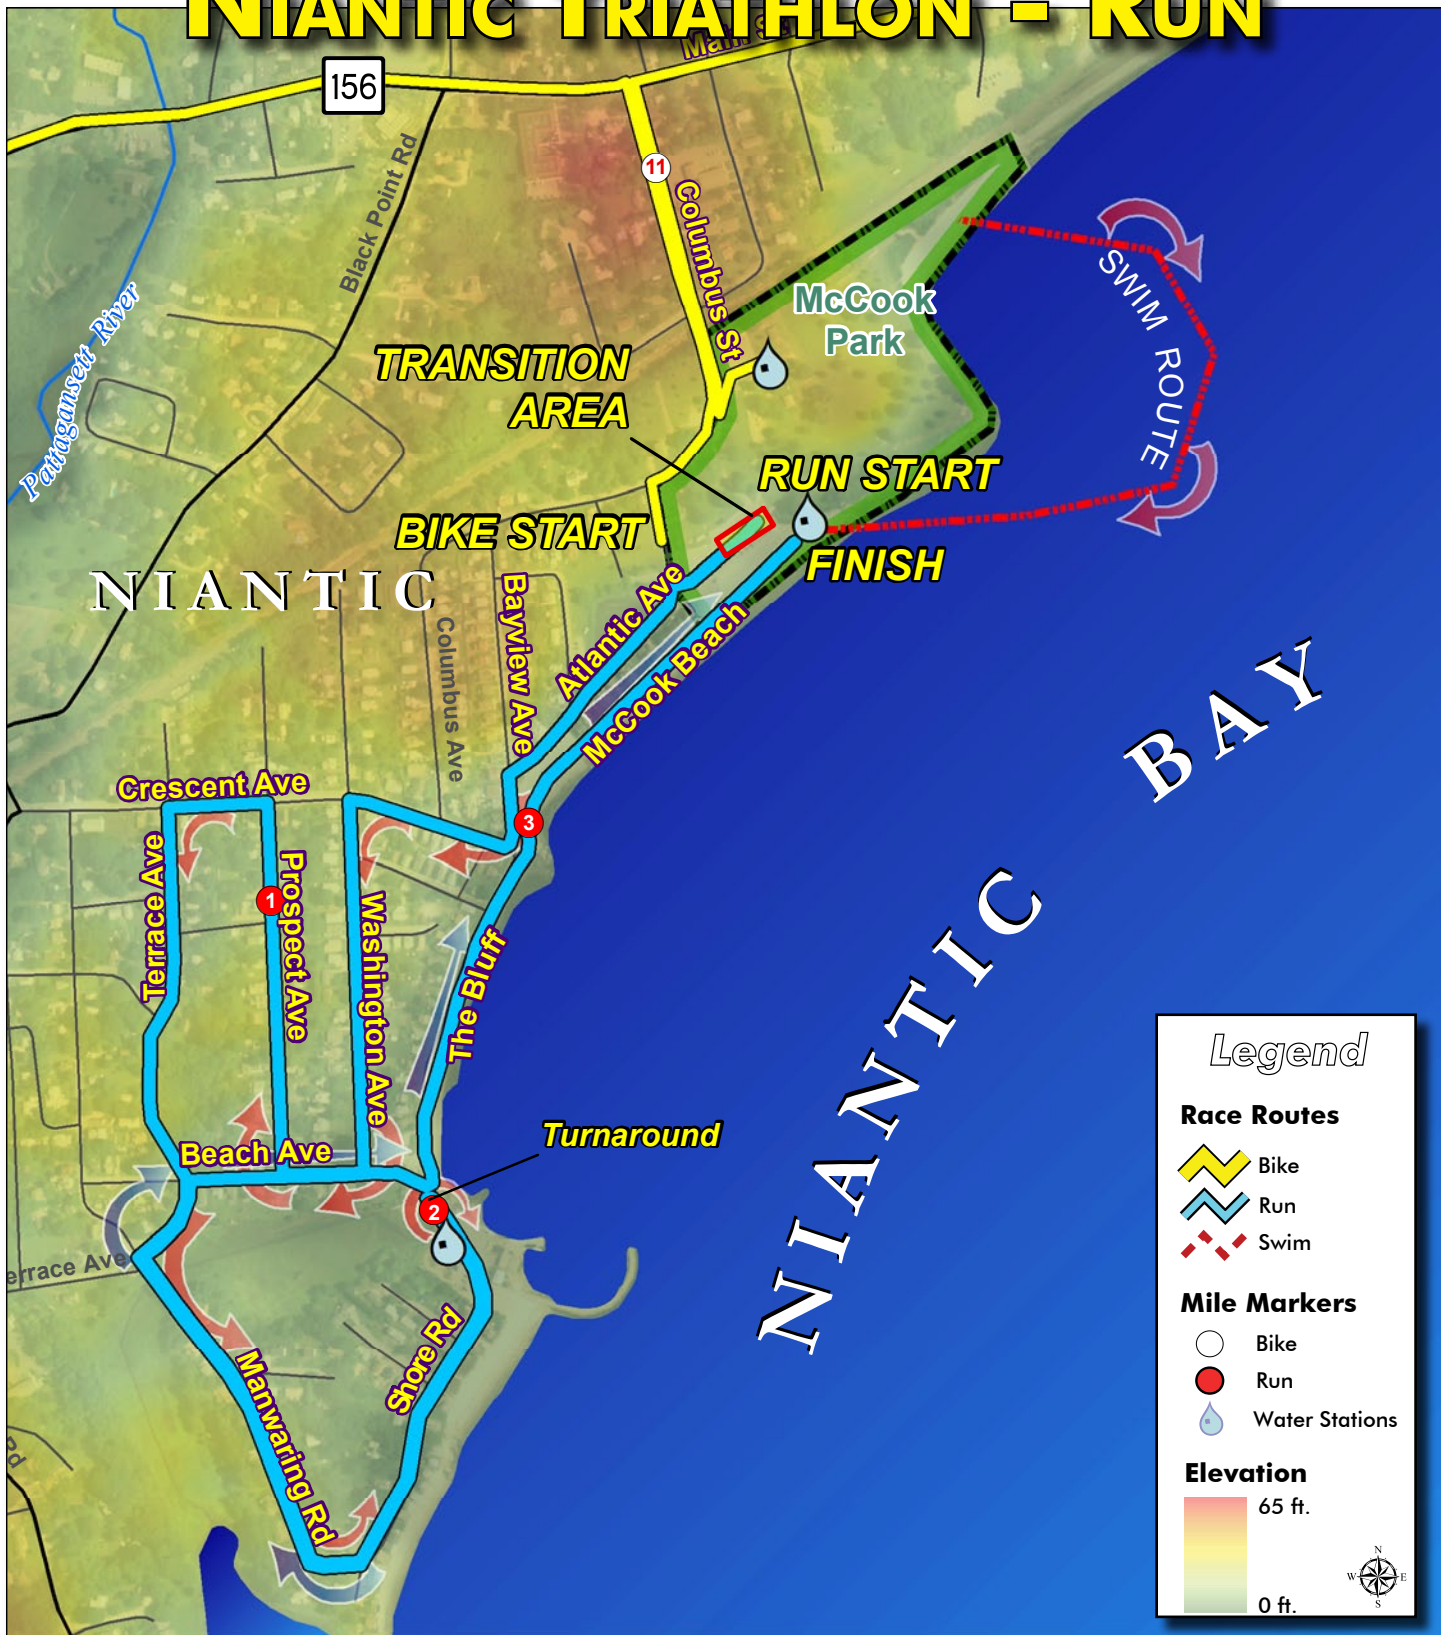 NIANTIC TRIATHLON - RUN
Main St
156
11
Black Point Rd
Columbus St
Pattagansett River
McCook
Park
SWIM ROUTE
TRANSITION
AREA
RUN START
BIKE START
FINISH
NIANTIC
Bayview Ave
Columbus Ave
Atlantic Ave
McCook Beach
NIANTIC BAY
Crescent Ave
3
Terrace Ave
1
Prospect Ave
Washington Ave
The Bluff
Turnaround
Beach Ave
2
errace Ave
Shore Rd
Manwaring Rd
Rd
Legend
Race Routes
Bike
Run
Swim
Mile Markers
Bike
Run
Water Stations
Elevation
65 ft.
0 ft.
N
W E
S